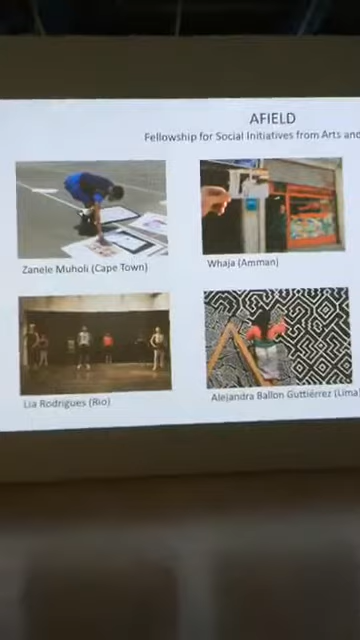 AFIELD
Fellowship for Social Initiatives from Arts and
Zanele Muholi (Cape Town)
Whaja (Amman)
Lia Rodrigues (Rio)
Alejandra Ballon Guttiérrez (Lima